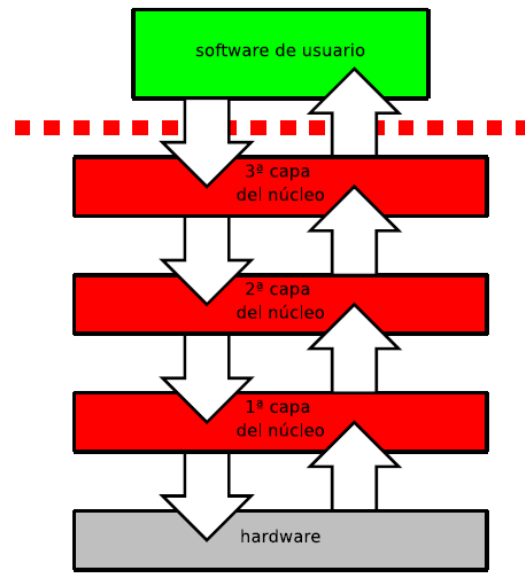 software de usuario
3ª capa
del núcleo
2ª capa
del núcleo
1ª capa
del núcleo
hardware